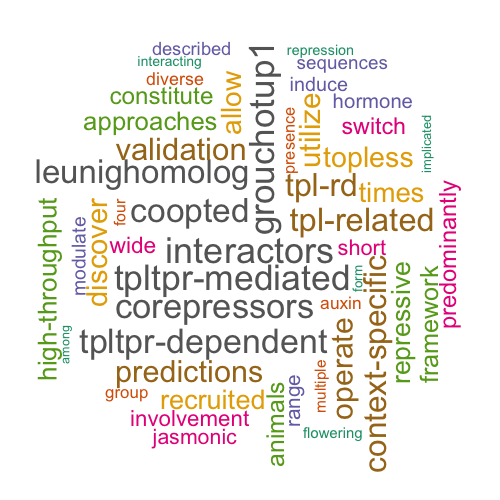 described
repression
interacting
sequences
diverse
induce
constitute
allow
hormone
grouchotup1
approaches
utilize
presence
switch
implicated
validation
topless
leunighomolog
tpl-rd
times
predominantly
coopted
tpl-related
high-throughput
modulate
discover
four
wide
interactors
short
tpltpr-mediated
form
context-specific
repressive
framework
corepressors
auxin
among
tpltpr-dependent
operate
predictions
group
recruited
animals
range
multiple
involvement
jasmonic
flowering